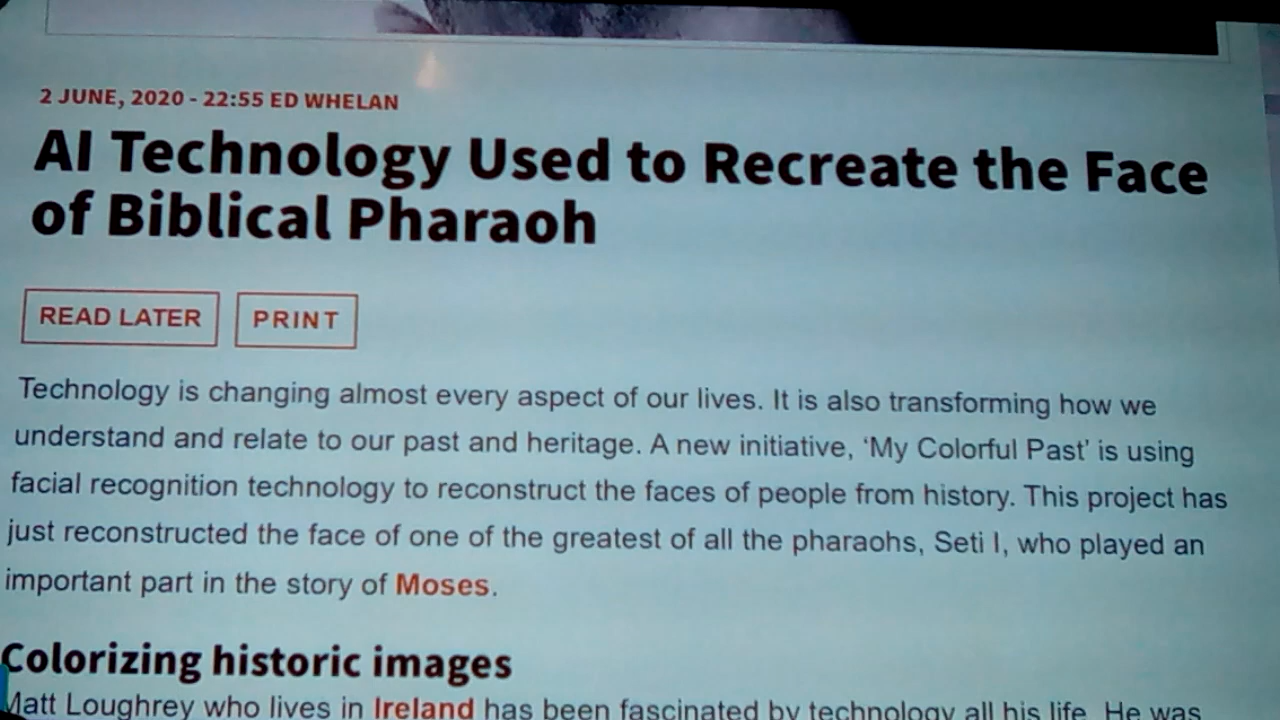 2 JUNE, 2020 - 22:55 ED WHELAN
AI Technology Used to Recreate the Face
of Biblical Pharaoh
READ LATER PRINT
Technology is changing almost every aspect of our lives. It is also transforming how we
understand and relate to our past and heritage. A new initiative, ‘My Colorful Past’ is using
facial recognition technology to reconstruct the faces of people from history. This project has
just reconstructed the face of one of the greatest of all the pharaohs, Seti I, who played an
important part in the story of Moses.
Colorizing historic images
Matt Loughrey who lives in Ireland has been fascinated by technology all his life. He was